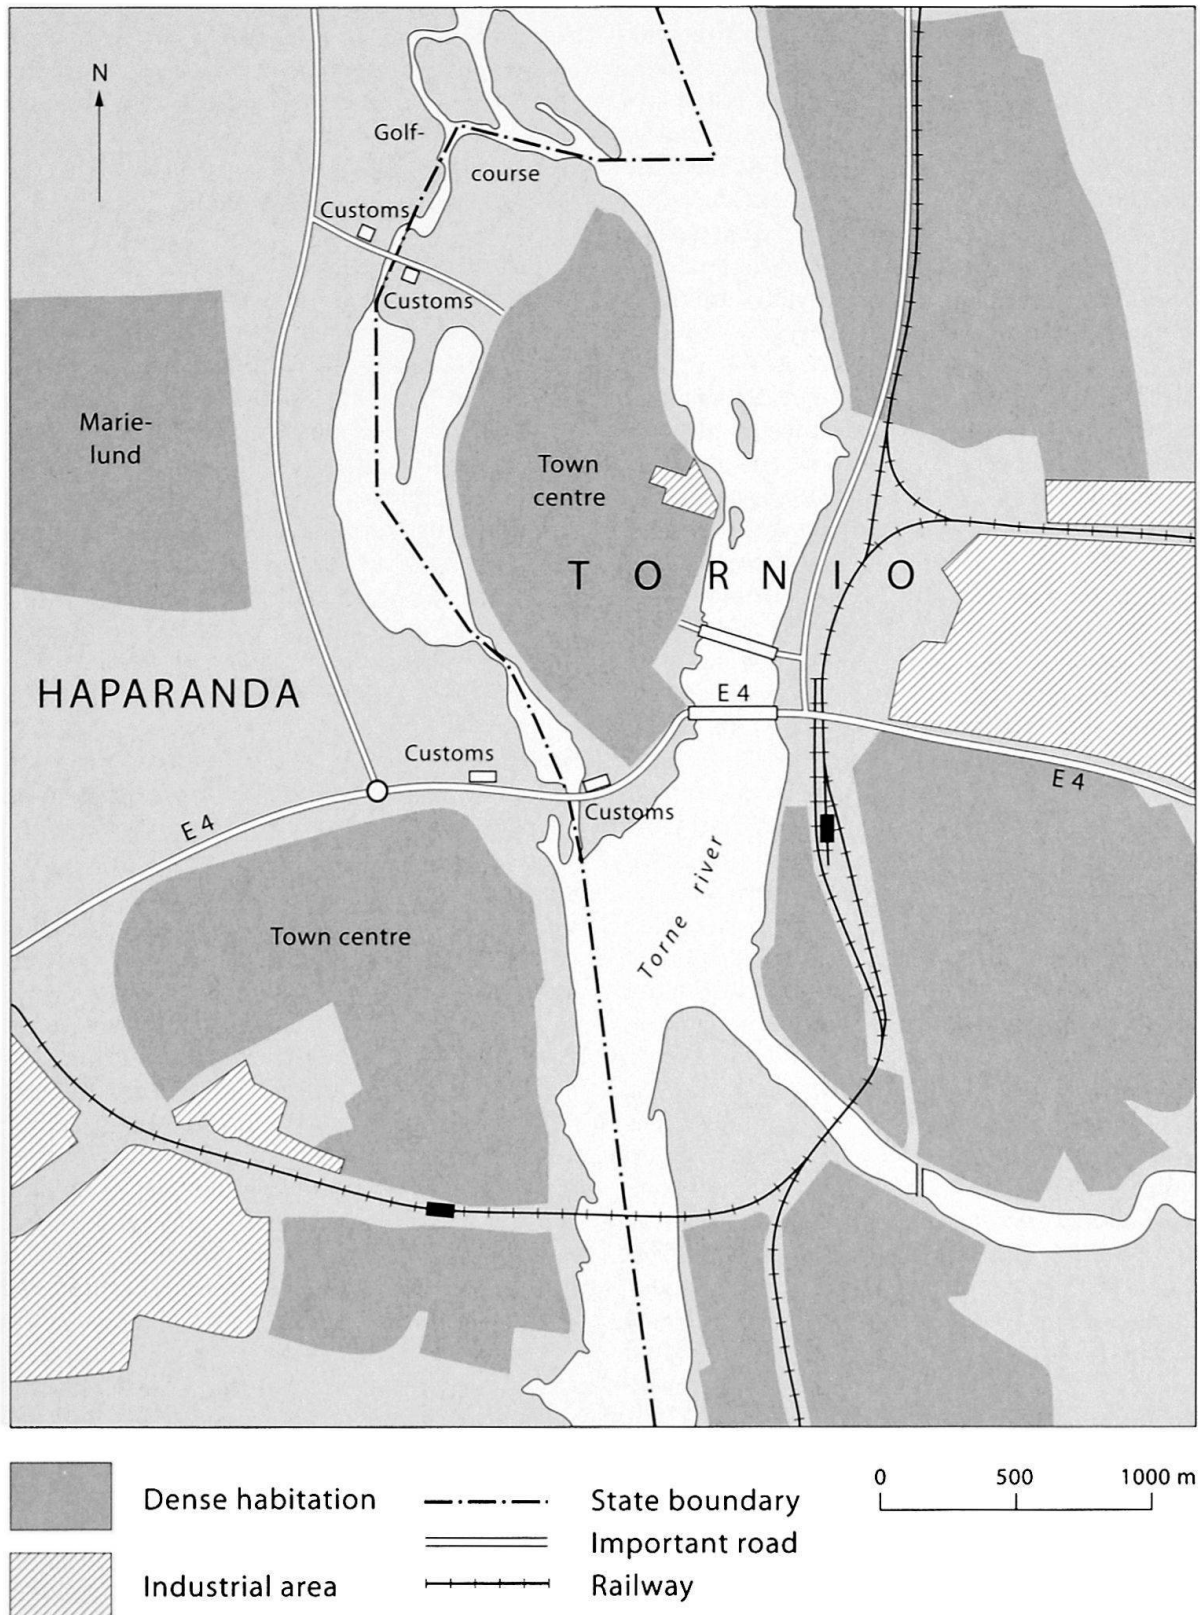 N
Golf-
course
Customs
Customs
Marie-
lund
Town
centre
TORNIO
HAPARANDA
E 4
Customs
Customs
E 4
E 4
Town centre
Torne river
Dense habitation
Industrial area
State boundary
Important road
Railway
0 500 1000 m